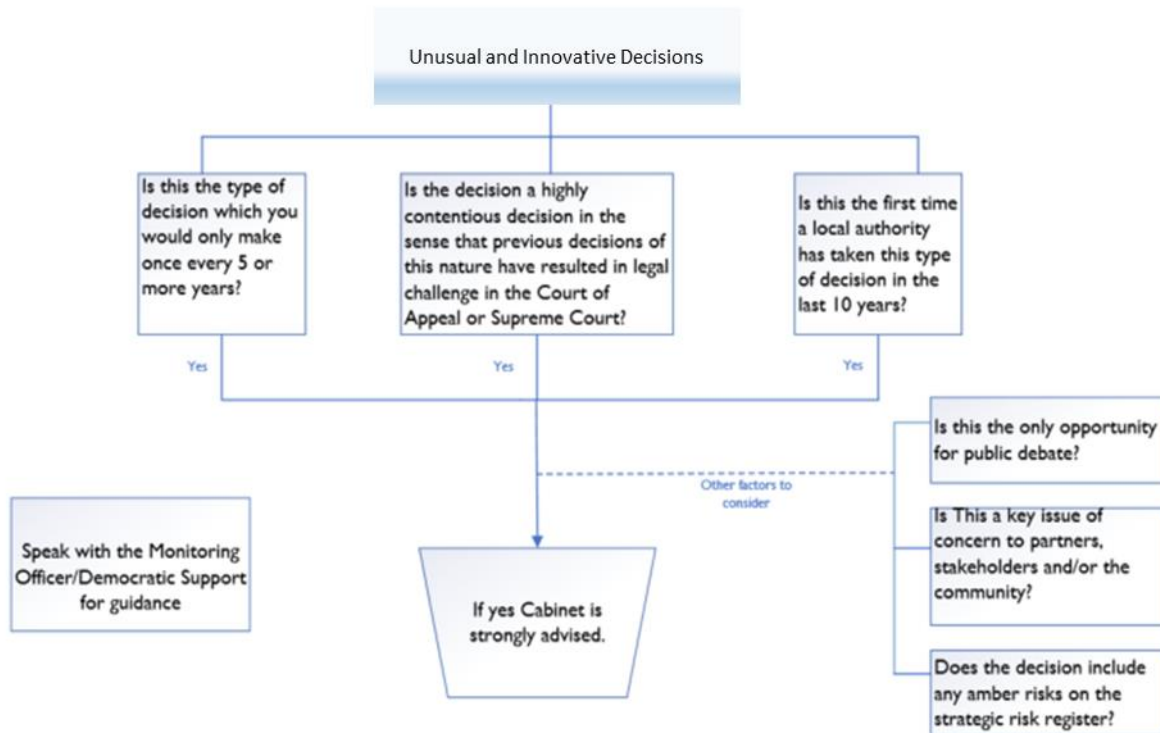 Unusual and Innovative Decisions
Is this the type of
decision which you
would only make
once every 5 or
more years?
Is the decision a highly
contentious decision in the
sense that previous decisions of
this nature have resulted in legal
challenge in the Court of
Appeal or Supreme Court?
Is this the first time
a local authority
has taken this type
of decision in the
last 10 years?
Yes
Yes
Yes
Other factors to
consider
Is this the only opportunity
for public debate?
Is This a key issue of
concern to partners,
stakeholders and/or the
community?
Does the decision include
any amber risks on the
strategic risk register?
Speak with the Monitoring
Officer/Democratic Support
for guidance
If yes Cabinet is
strongly advised.